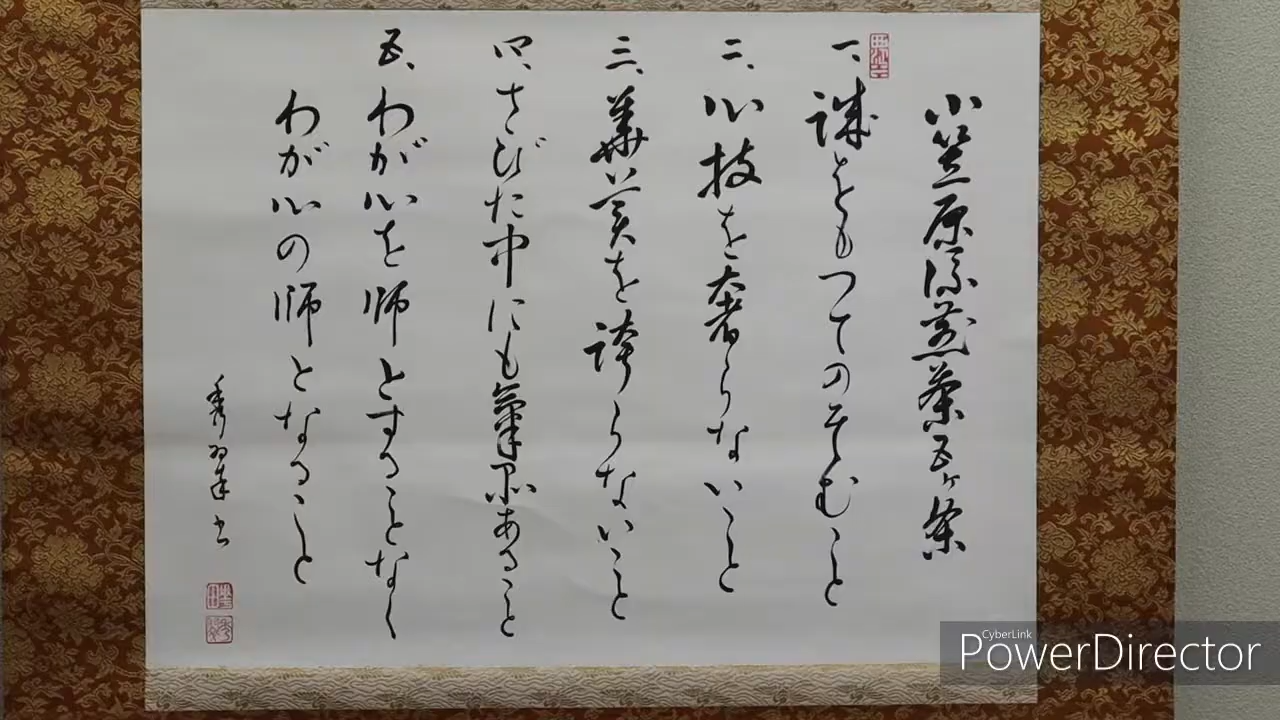 小笠原流煎茶五ヶ条
一、誠をもつてのぞむこと
二、心技を奢らないこと
三、華美を誇らないこと
四、さびた中にも氣品あること
五、わが心を師とすることなく
わが心の師となること
秀翠書
CyberLink
PowerDirector